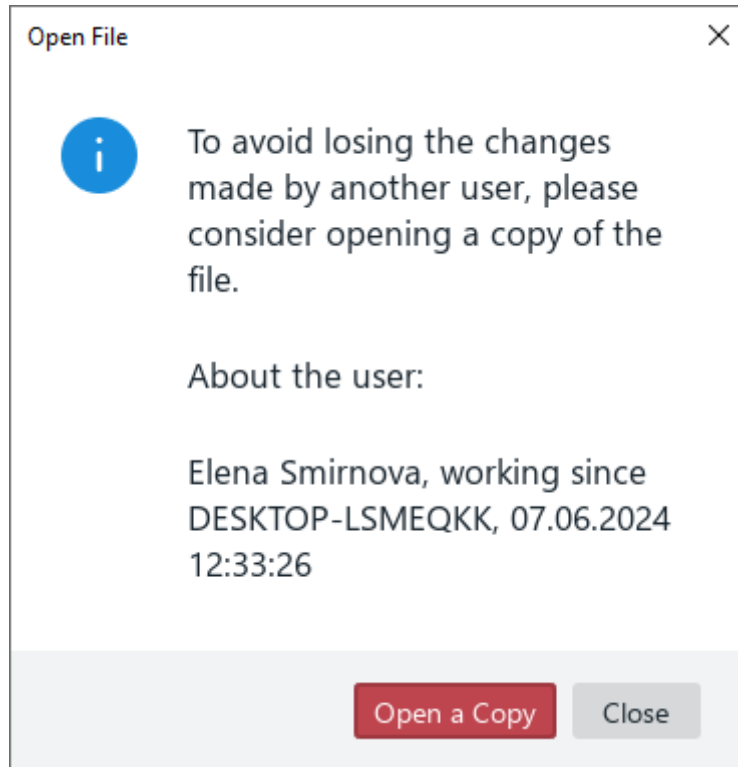 Open File
To avoid losing the changes
made by another user, please
consider opening a copy of the
file.
About the user:
Elena Smirnova, working since
DESKTOP-LSMEQKK, 07.06.2024
12:33:26
Open a Copy
Close